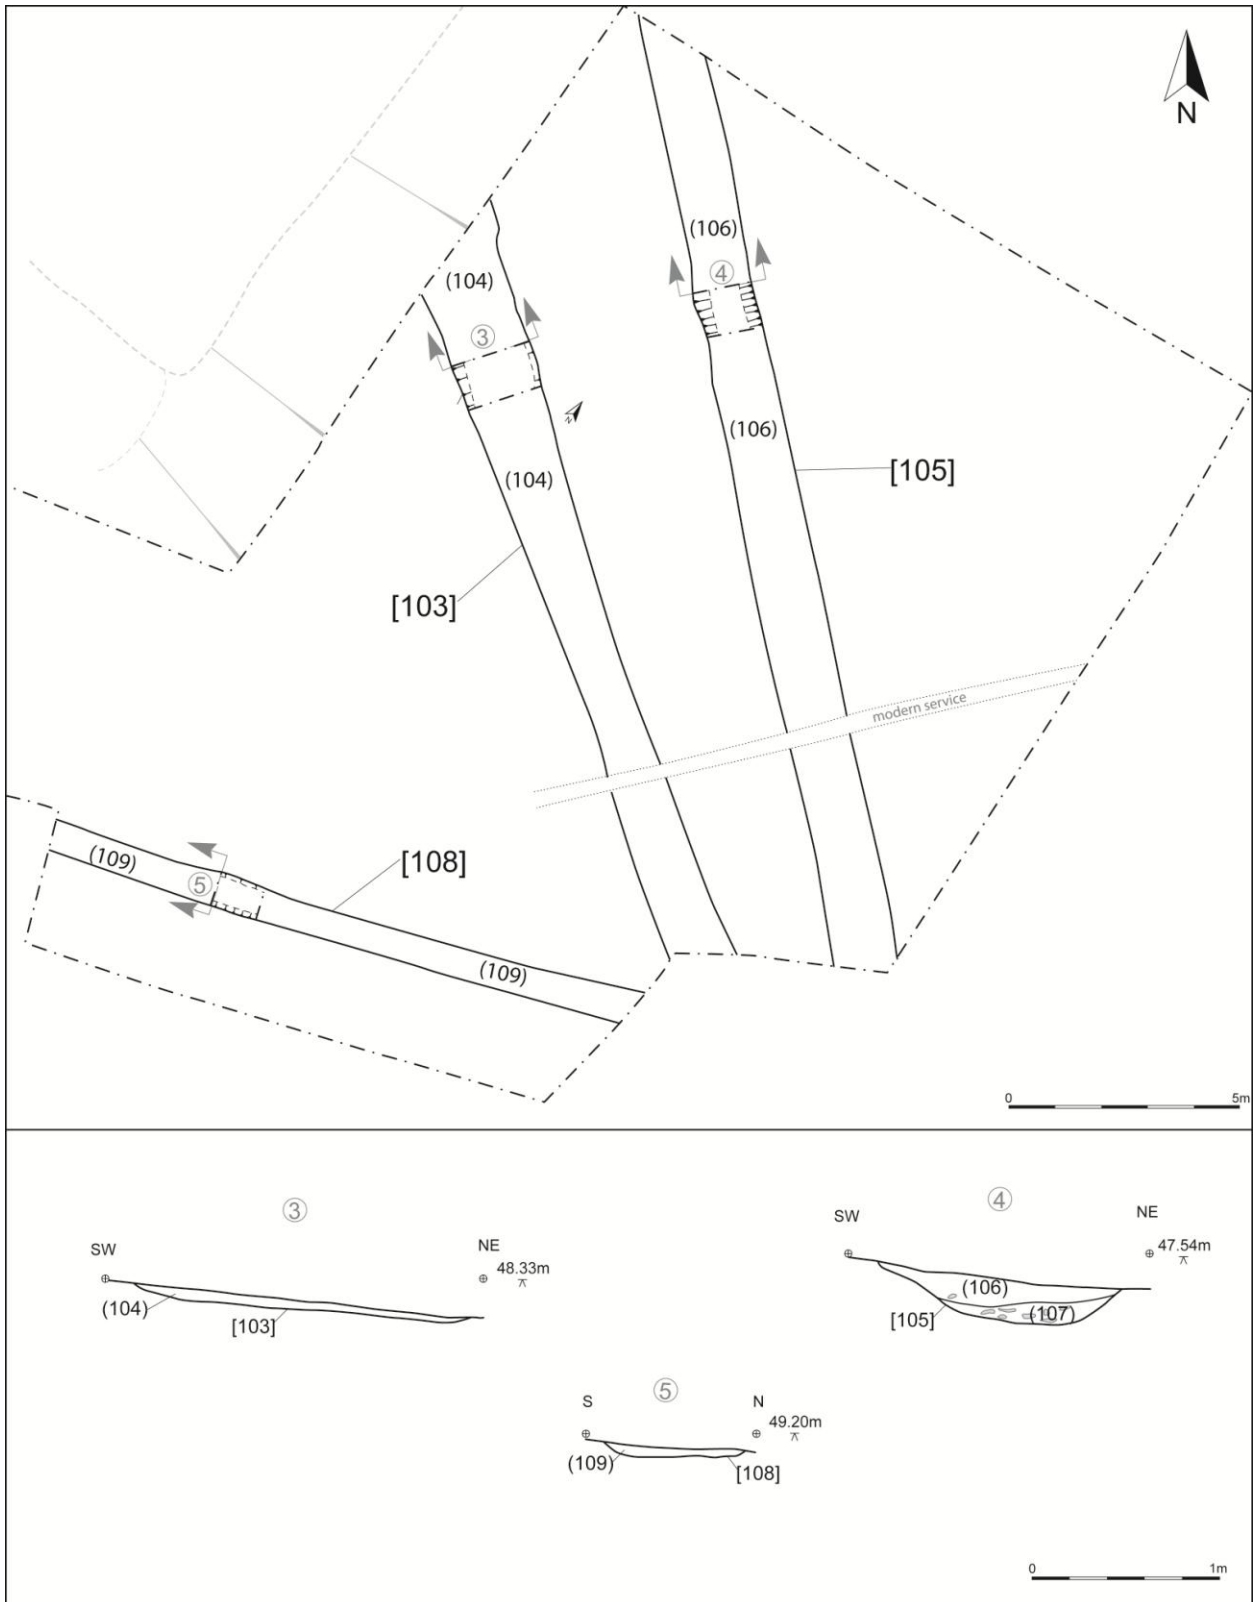 N
(106)
(104)
④
③
N
(106)
[105]
(104)
[103]
modern service
[108]
(109)
⑤
(109)
0 5m
③
④
SW NE
47.54m
SW NE
48.33m
(106)
(104)
[103]
[105]
(107)
⑤
S N
49.20m
(109)
[108]
0 1m